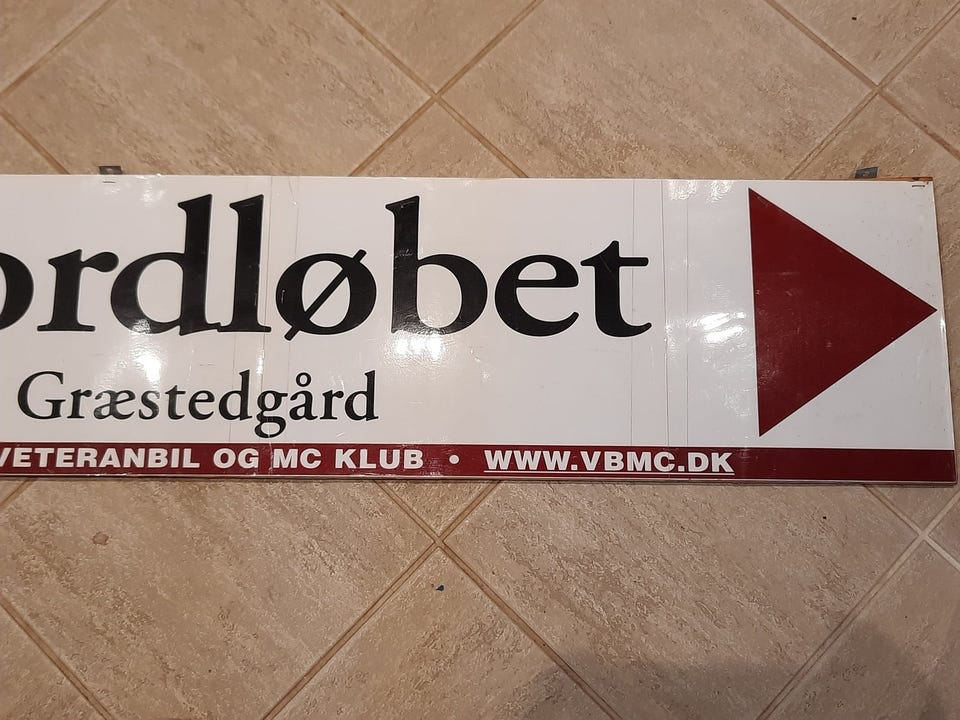 ordløbet
Græstedgård
VETERANBIL OG MC KLUB • WWW.VBMC.DK